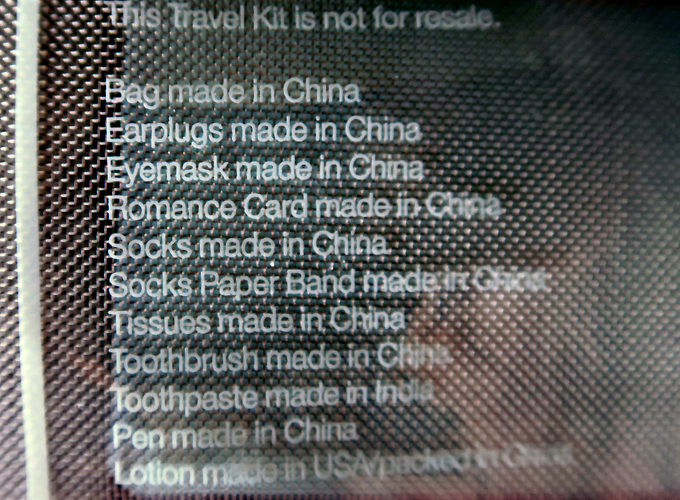 This Travel Kit is not for resale.
Bag made in China
Earplugs made in China
Eyemask made in China
Romance Card made in China
Socks made in China
Socks Paper Band made in China
Tissues made in China
Toothbrush made in China
Toothpaste made in India
Pen made in China
Lotion made in USA/packed in China